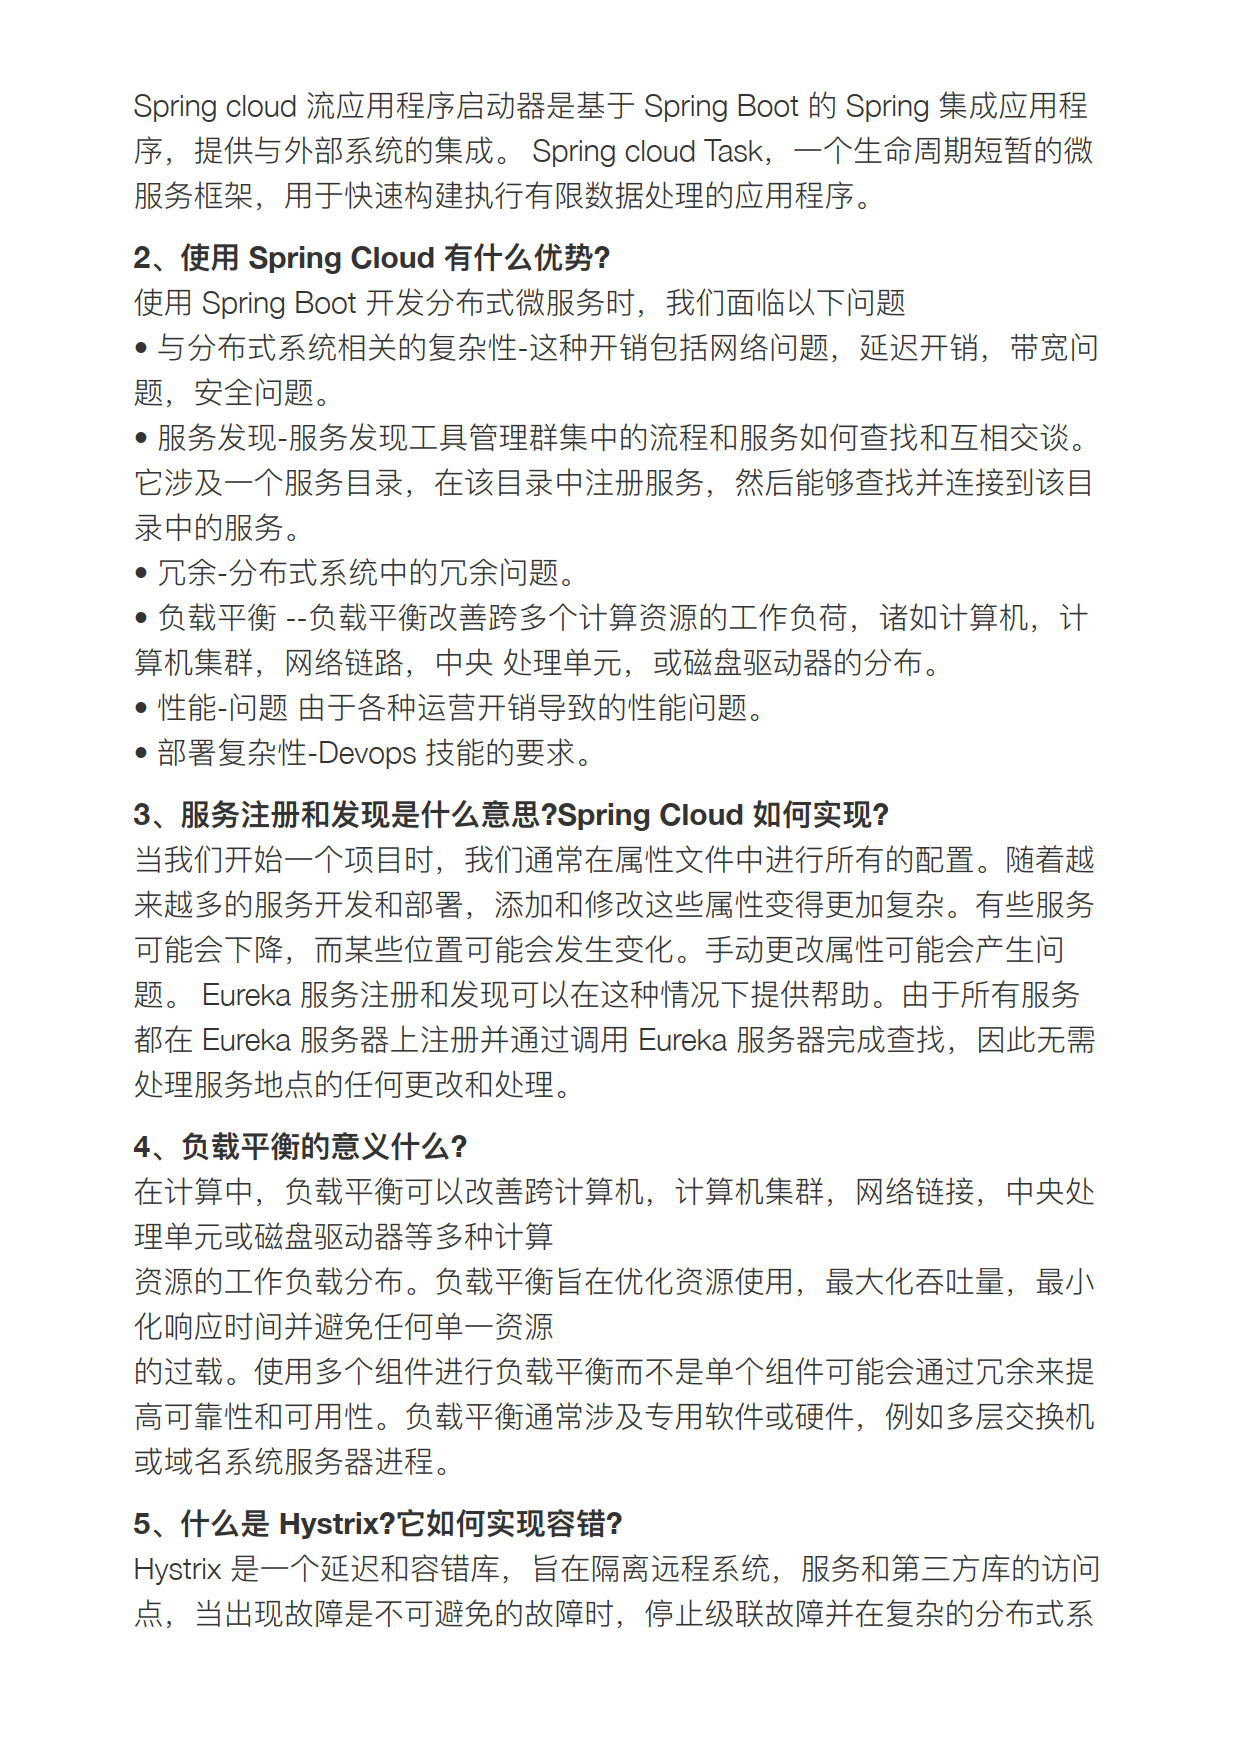 Spring cloud 流应用程序启动器是基于 Spring Boot 的 Spring 集成应用程
序，提供与外部系统的集成。 Spring cloud Task，一个生命周期短暂的微
服务框架，用于快速构建执行有限数据处理的应用程序。
2、使用 Spring Cloud 有什么优势?
使用 Spring Boot 开发分布式微服务时，我们面临以下问题
• 与分布式系统相关的复杂性-这种开销包括网络问题，延迟开销，带宽问
题，安全问题。
• 服务发现-服务发现工具管理群集中的流程和服务如何查找和互相交谈。
它涉及一个服务目录，在该目录中注册服务，然后能够查找并连接到该目
录中的服务。
• 冗余-分布式系统中的冗余问题。
• 负载平衡 --负载平衡改善跨多个计算资源的工作负荷，诸如计算机，计
算机集群，网络链路，中央 处理单元，或磁盘驱动器的分布。
• 性能-问题 由于各种运营开销导致的性能问题。
• 部署复杂性-Devops 技能的要求。
3、服务注册和发现是什么意思?Spring Cloud 如何实现?
当我们开始一个项目时，我们通常在属性文件中进行所有的配置。随着越
来越多的服务开发和部署，添加和修改这些属性变得更加复杂。有些服务
可能会下降，而某些位置可能会发生变化。手动更改属性可能会产生问
题。 Eureka 服务注册和发现可以在这种情况下提供帮助。由于所有服务
都在 Eureka 服务器上注册并通过调用 Eureka 服务器完成查找，因此无需
处理服务地点的任何更改和处理。
4、负载平衡的意义什么?
在计算中，负载平衡可以改善跨计算机，计算机集群，网络链接，中央处
理单元或磁盘驱动器等多种计算
资源的工作负载分布。负载平衡旨在优化资源使用，最大化吞吐量，最小
化响应时间并避免任何单一资源
的过载。使用多个组件进行负载平衡而不是单个组件可能会通过冗余来提
高可靠性和可用性。负载平衡通常涉及专用软件或硬件，例如多层交换机
或域名系统服务器进程。
5、什么是 Hystrix?它如何实现容错?
Hystrix 是一个延迟和容错库，旨在隔离远程系统，服务和第三方库的访问
点，当出现故障是不可避免的故障时，停止级联故障并在复杂的分布式系